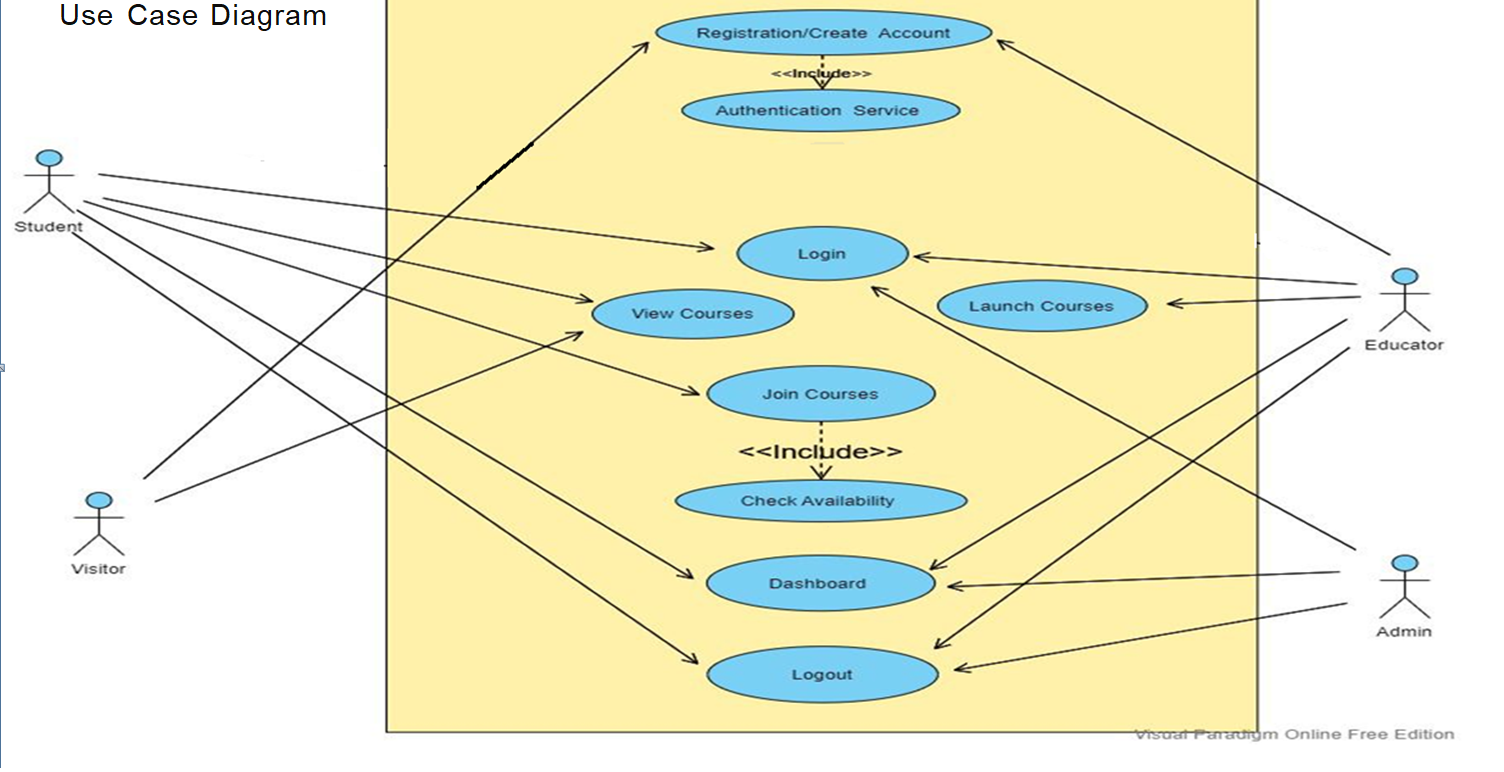 Use Case Diagram
Registration/Create Account
<<Include>>
Authentication Service
Student
Login
View Courses
Launch Courses
Educator
Join Courses
<<Include>>
Check Availability
Visitor
Dashboard
Admin
Logout
Visual Paradigm Online Free Edition